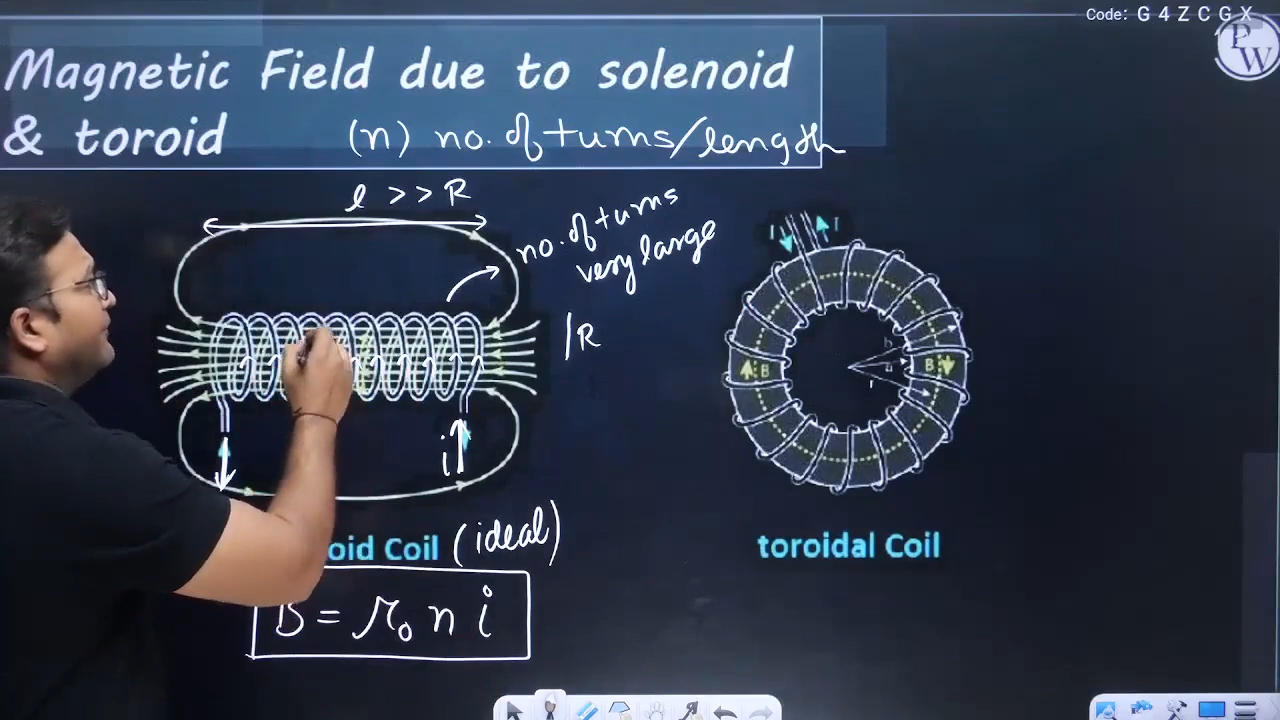 Code: G 4 Z C G X
P
W
Magnetic Field due to solenoid
& toroid
(n) no. of turns/length
l >> R
no. of turns
very large
R
I
I
B
B
b
a
r
i
oid Coil (ideal)
toroidal Coil
B = μ₀ n i